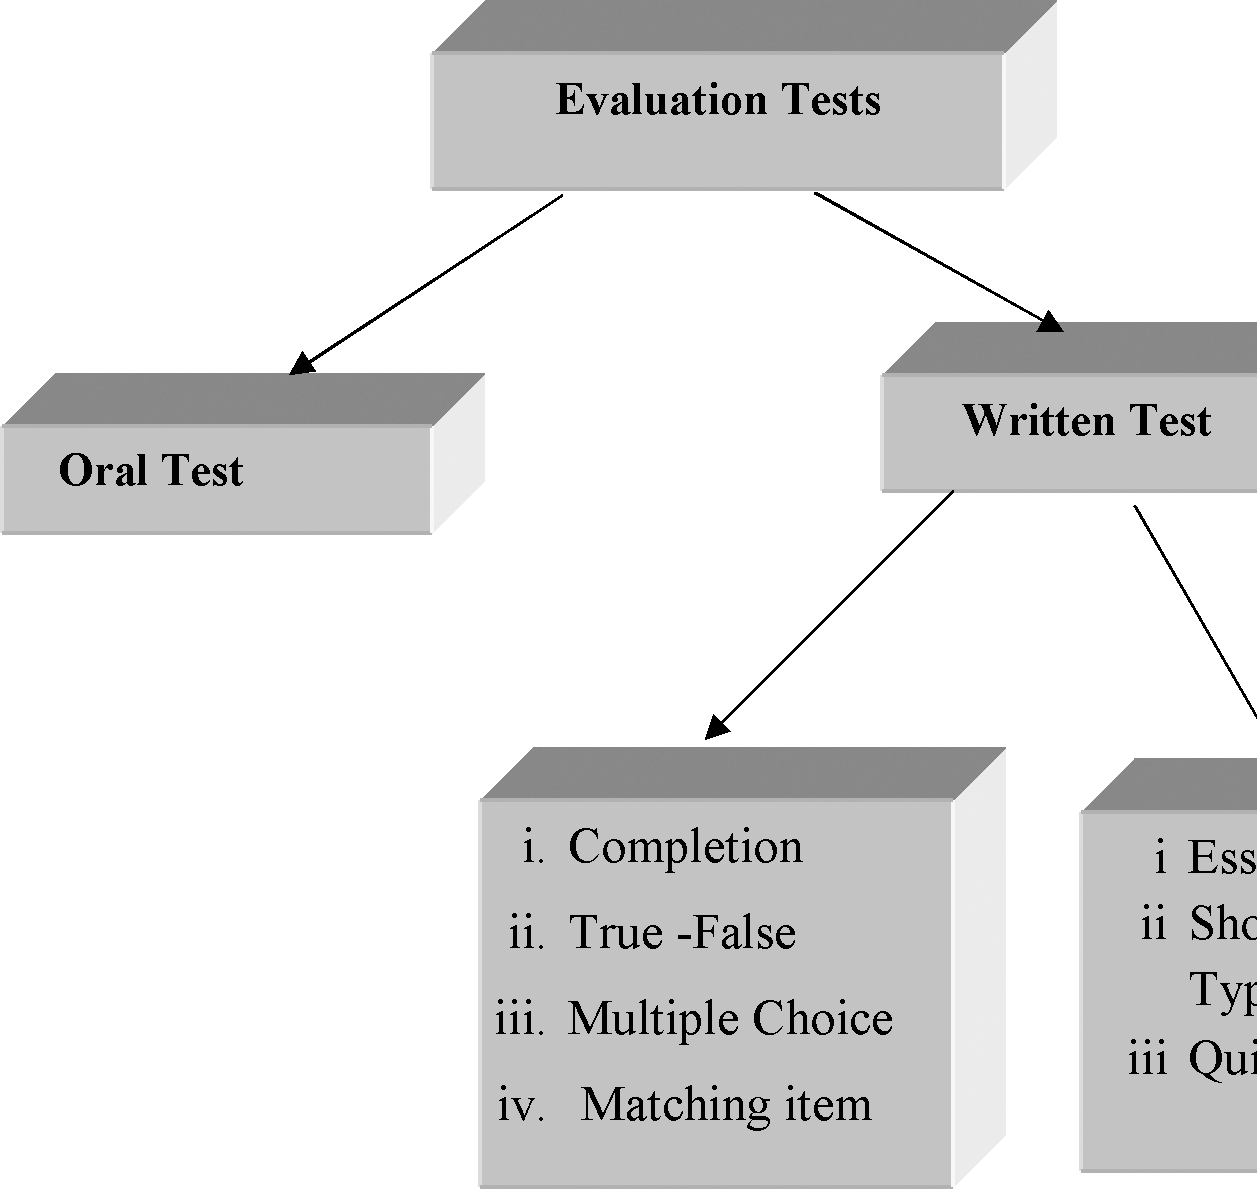 Evaluation Tests
Oral Test
Written Test
i. Completion
ii. True -False
iii. Multiple Choice
iv. Matching item
i
ii
iii